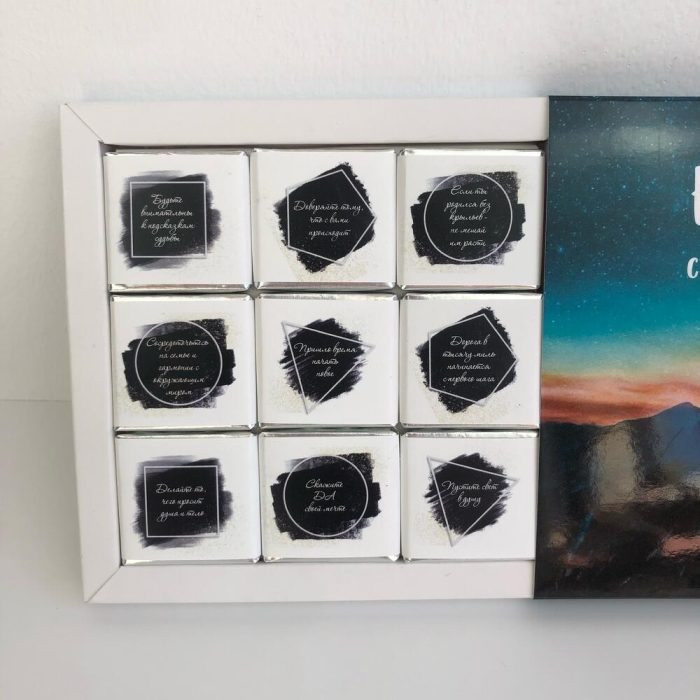 Будьте
внимательны
к подсказкам
судьбы
Доверяйте тому,
что с вами
происходит
Если ты
родился без
крыльев -
не мешай
им расти
Сосредоточьтесь
на семье и
гармонии с
окружающим
миром
Пришло время
начать
новое
Дорога в
тысячу миль
начинается
с первого шага
Делайте то,
чего просит
душа и тело
Скажите
ДА
своей мечте
Пустите свет
в душу